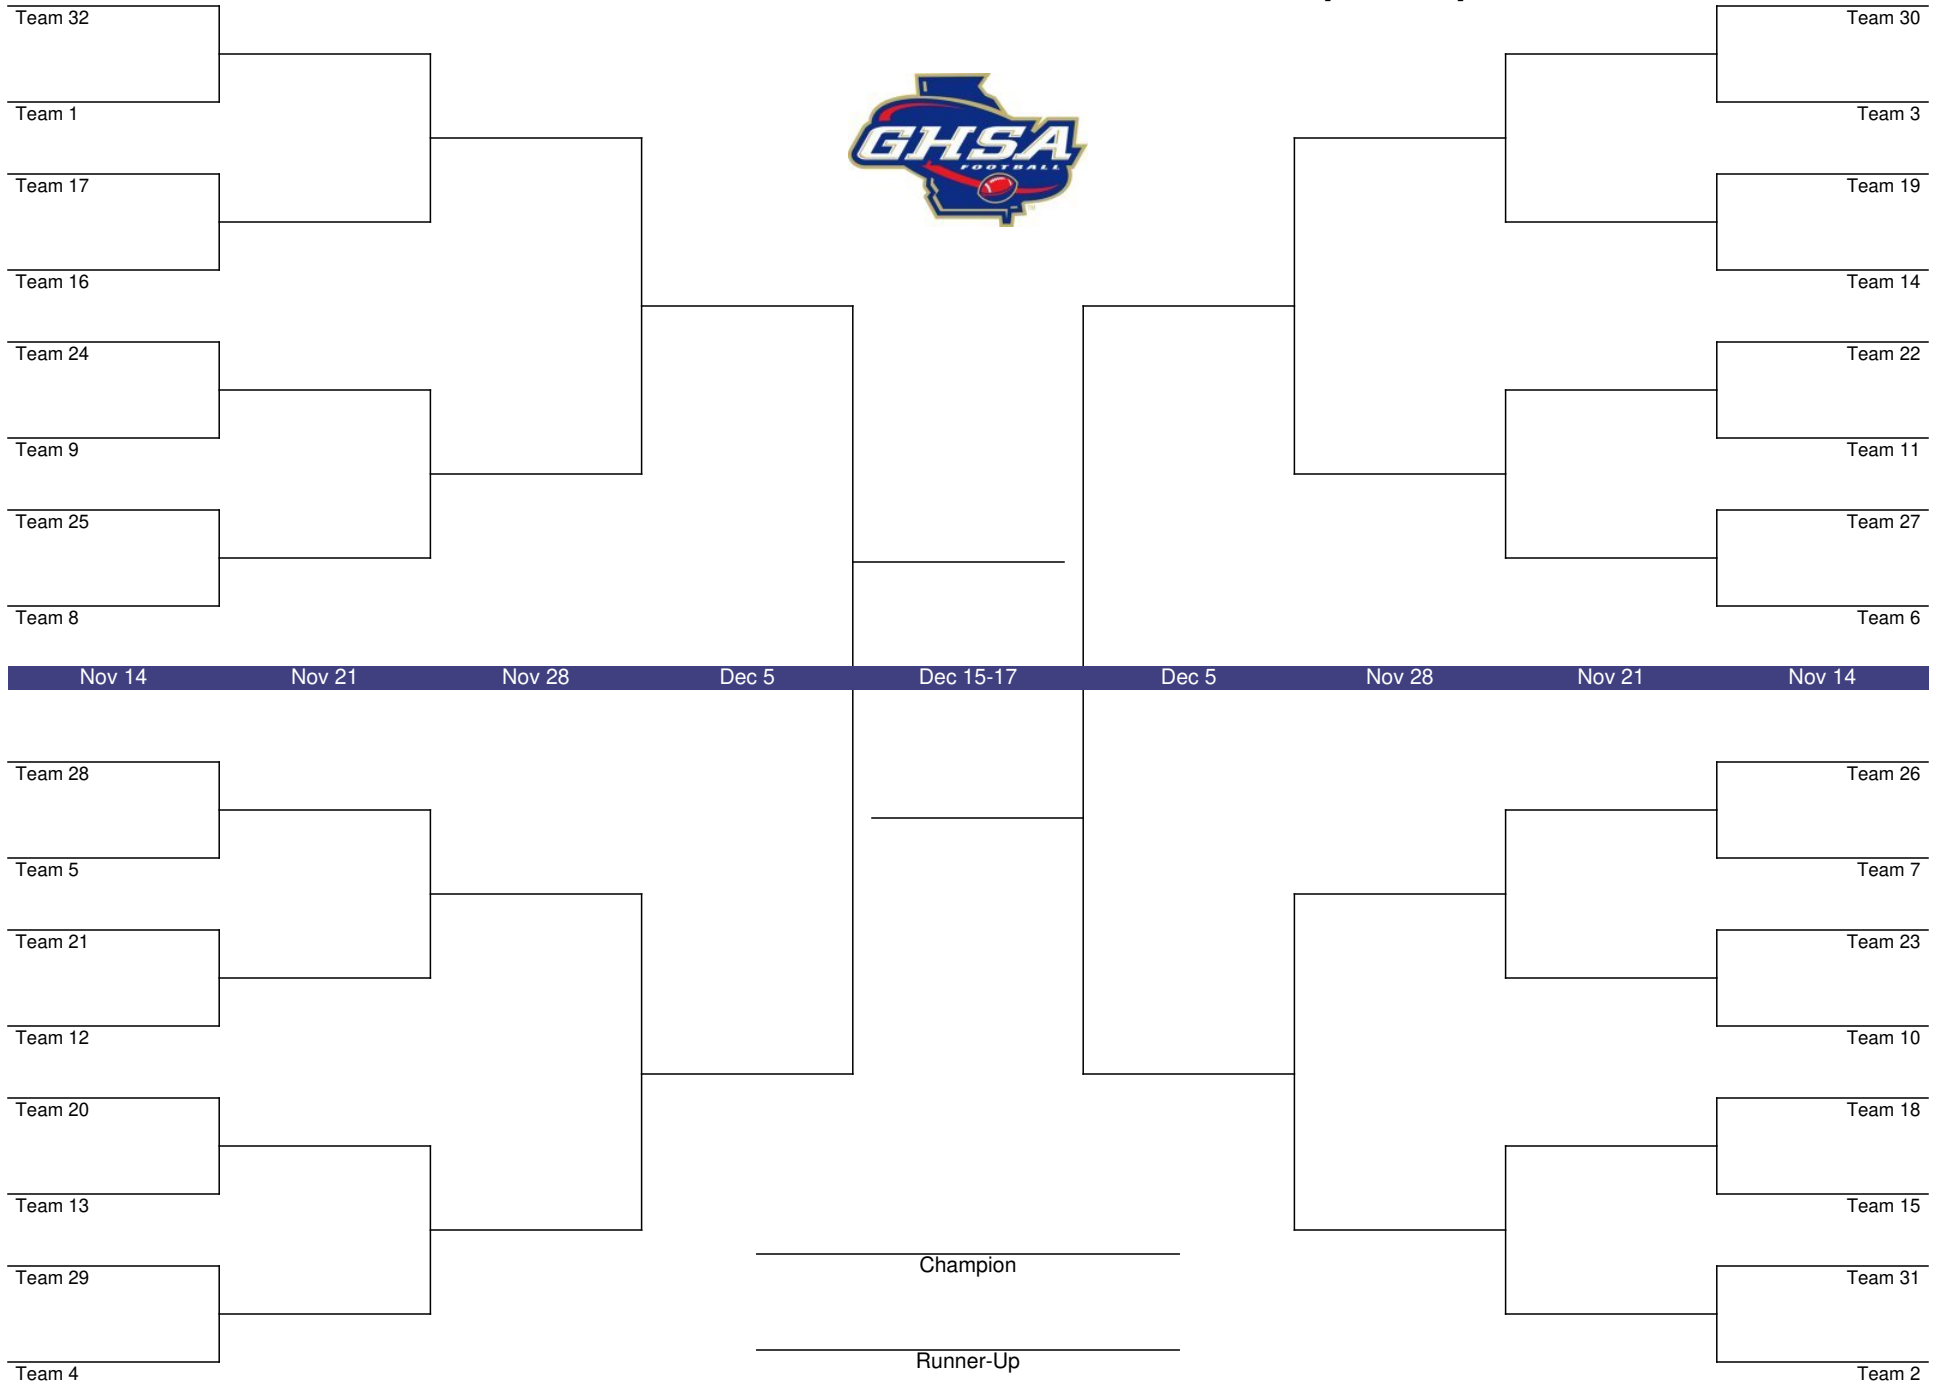 Team 32
Team 30
Team 1
Team 3
GHSA
FOOTBALL
Team 17
Team 19
Team 16
Team 14
Team 24
Team 22
Team 9
Team 11
Team 25
Team 27
Team 8
Team 6
Nov 14 Nov 21 Nov 28 Dec 5 Dec 15-17 Dec 5 Nov 28 Nov 21 Nov 14
Team 28
Team 26
Team 5
Team 7
Team 21
Team 23
Team 12
Team 10
Team 20
Team 18
Team 13
Team 15
Champion
Team 29
Team 31
Runner-Up
Team 4
Team 2